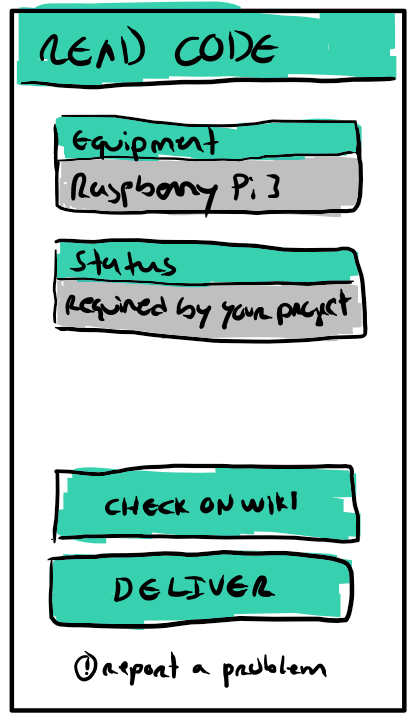 READ CODE
Equipment
Raspberry Pi 3
Status
Required by your project
CHECK ON WIKI
DELIVER
! report a problem